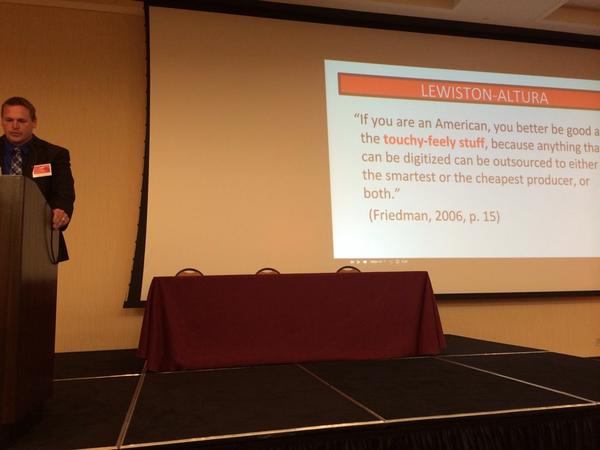 LEWISTON-ALTURA
“If you are an American, you better be good a
the touchy-feely stuff, because anything tha
can be digitized can be outsourced to either
the smartest or the cheapest producer, or
both.”
(Friedman, 2006, p. 15)